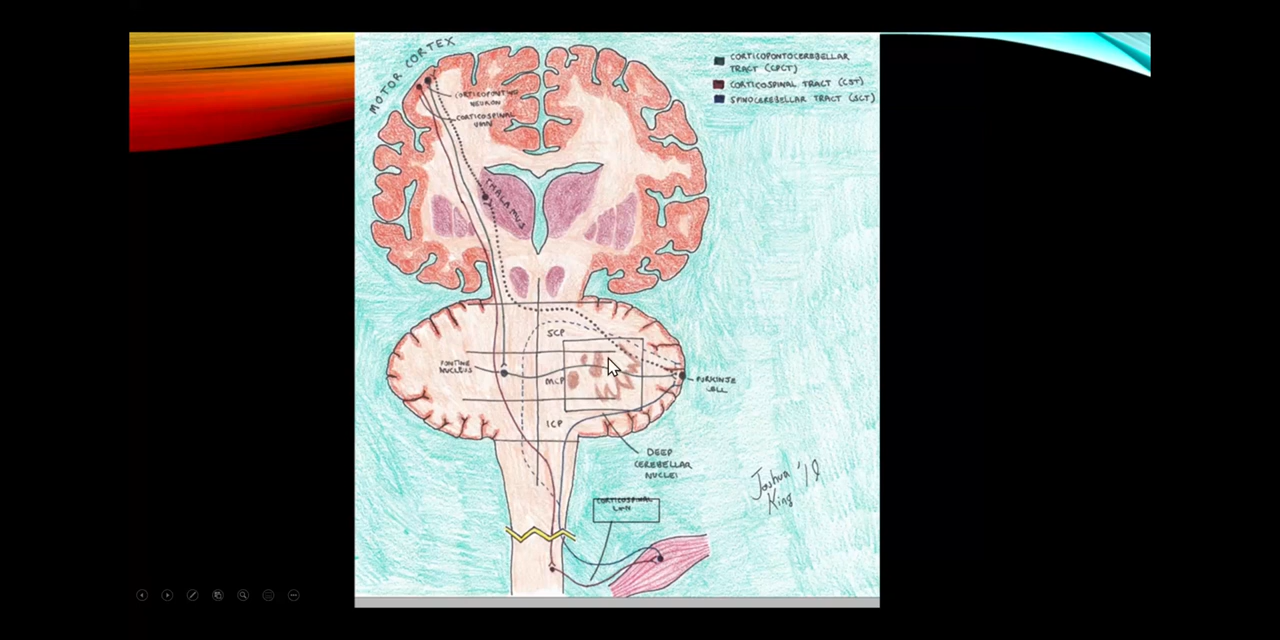 MOTOR CORTEX
CORTICOPONTINE
NEURON
CORTICOSPINAL
UMN
CORTICOPONTOCEREBELLAR
TRACT (CPCT)
CORTICOSPINAL TRACT (CST)
SPINOCEREBELLAR TRACT (SCT)
THALAMUS
SCP
PONTINE
NUCLEUS
MCP
PURKINJE
CELL
ICP
DEEP
CEREBELLAR
NUCLEI
CORTICOSPINAL
LMN
Joshua '18
King